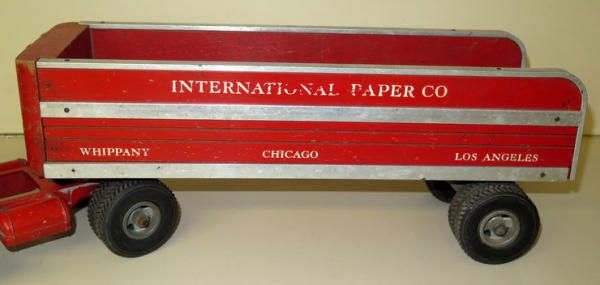 INTERNATIONAL PAPER CO
WHIPPANY CHICAGO LOS ANGELES